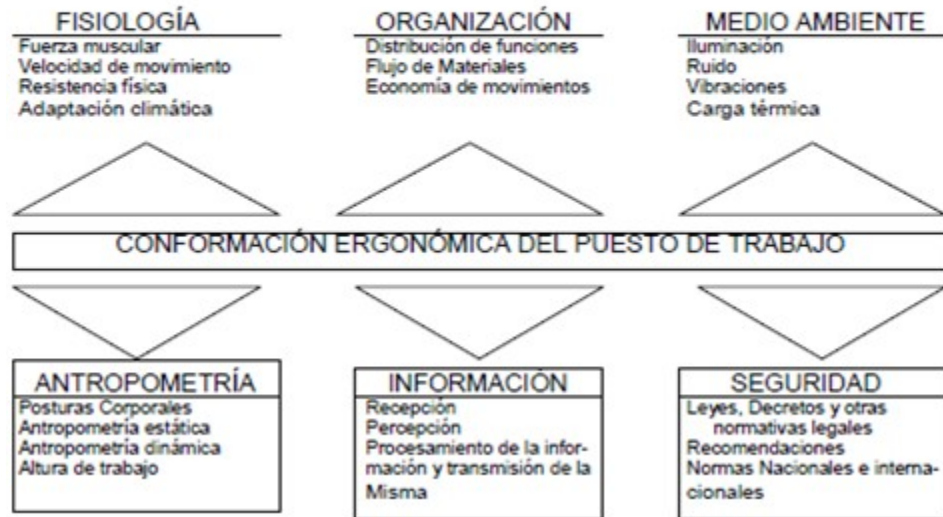 FISIOLOGÍA
Fuerza muscular
Velocidad de movimiento
Resistencia física
Adaptación climática
ORGANIZACIÓN
Distribución de funciones
Flujo de Materiales
Economía de movimientos
MEDIO AMBIENTE
Iluminación
Ruido
Vibraciones
Carga térmica
CONFORMACIÓN ERGONÓMICA DEL PUESTO DE TRABAJO
ANTROPOMETRÍA
Posturas Corporales
Antropometría estática
Antropometría dinámica
Altura de trabajo
INFORMACIÓN
Recepción
Percepción
Procesamiento de la infor-
mación y transmisión de la
Misma
SEGURIDAD
Leyes, Decretos y otras
normativas legales
Recomendaciones
Normas Nacionales e interna-
cionales